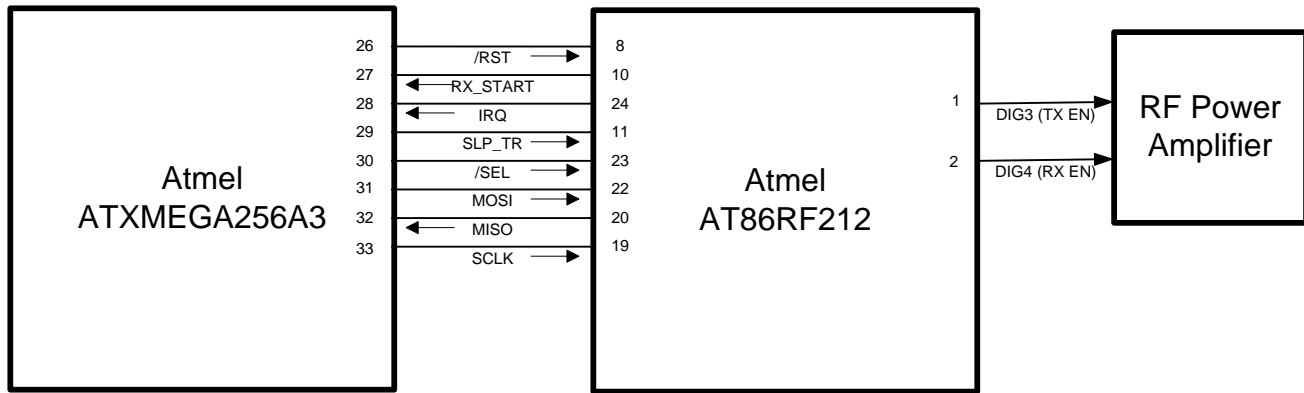 26
/RST
8
27
RX_START
10
28
IRQ
24
29
SLP_TR
11
30
/SEL
23
31
MOSI
22
32
MISO
20
33
SCLK
19
Atmel
ATXMEGA256A3
Atmel
AT86RF212
1
DIG3 (TX EN)
2
DIG4 (RX EN)
RF Power
Amplifier